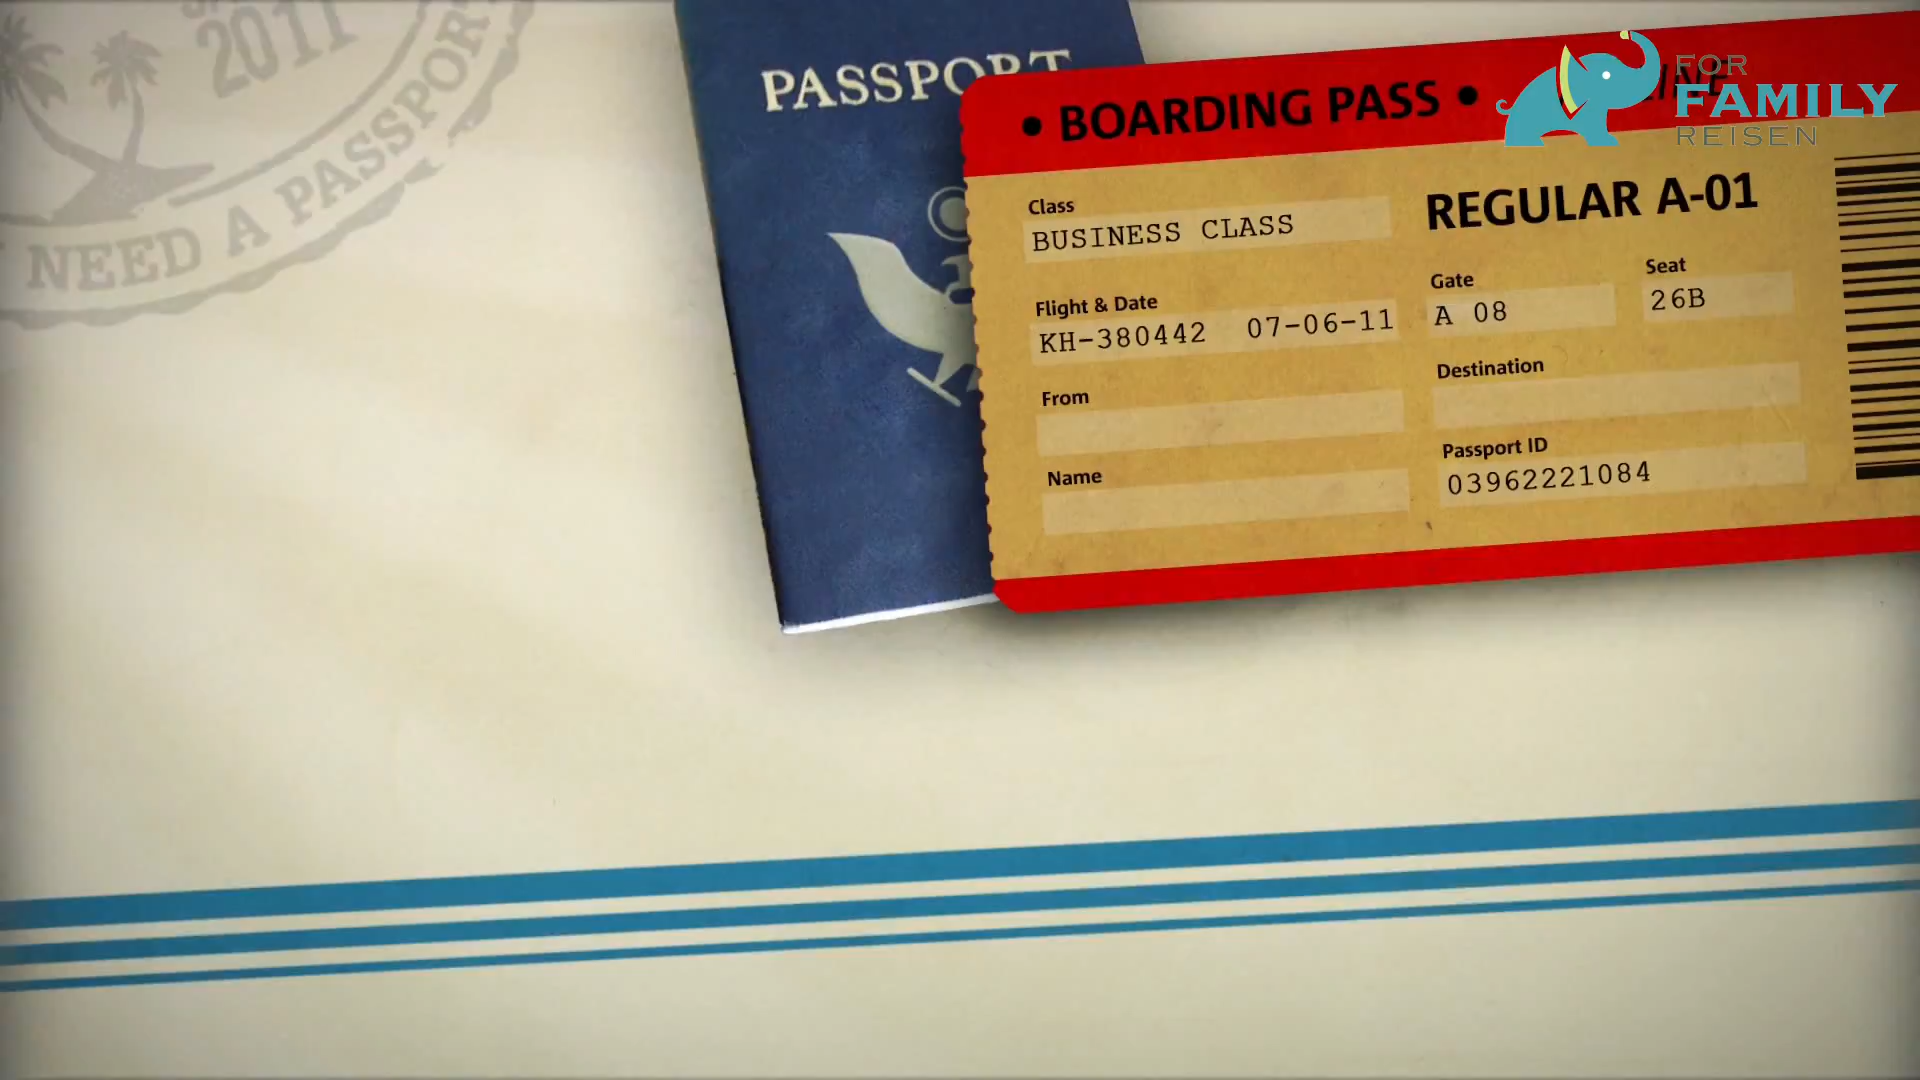 2011
NEED A PASSPORT
PASSPORT
• BOARDING PASS •
FOR
FAMILY
REISEN
Class
BUSINESS CLASS
REGULAR A-01
Flight & Date
KH-380442 07-06-11
Gate
A 08
Seat
26B
From
Destination
Name
Passport ID
03962221084